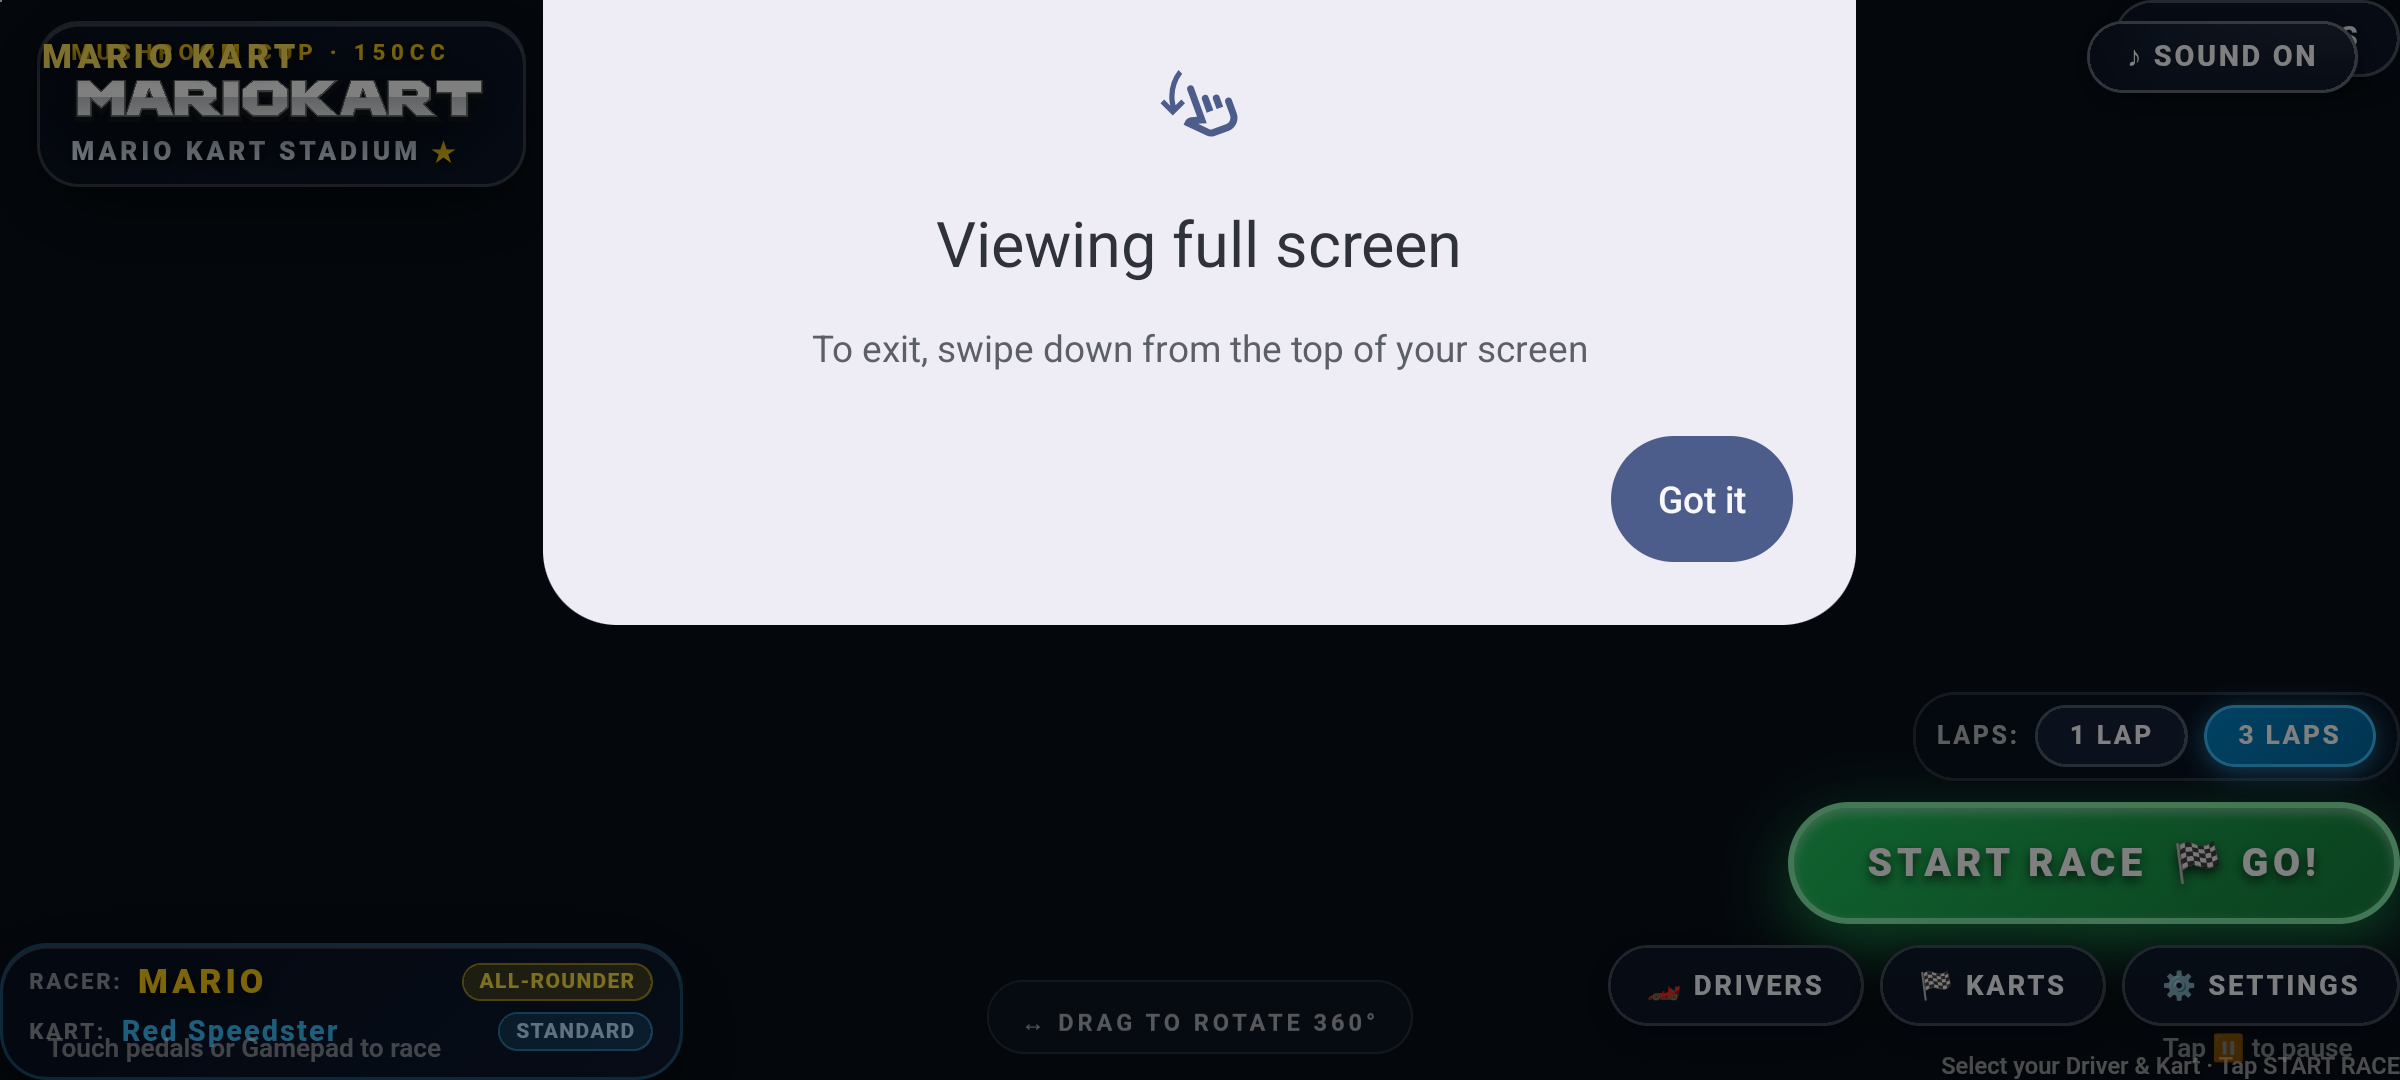 MUSHROOM CUP · 150CC
MARIO KART
MARIOKART
MARIO KART STADIUM ★
♪ SOUND ON
Viewing full screen
To exit, swipe down from the top of your screen
Got it
LAPS: 1 LAP 3 LAPS
START RACE 🏁 GO!
RACER: MARIO ALL-ROUNDER
KART: Red Speedster STANDARD
Touch pedals or Gamepad to race
↔ DRAG TO ROTATE 360°
🏎️ DRIVERS 🏁 KARTS ⚙️ SETTINGS
Tap ⏸️ to pause
Select your Driver & Kart · Tap START RACE